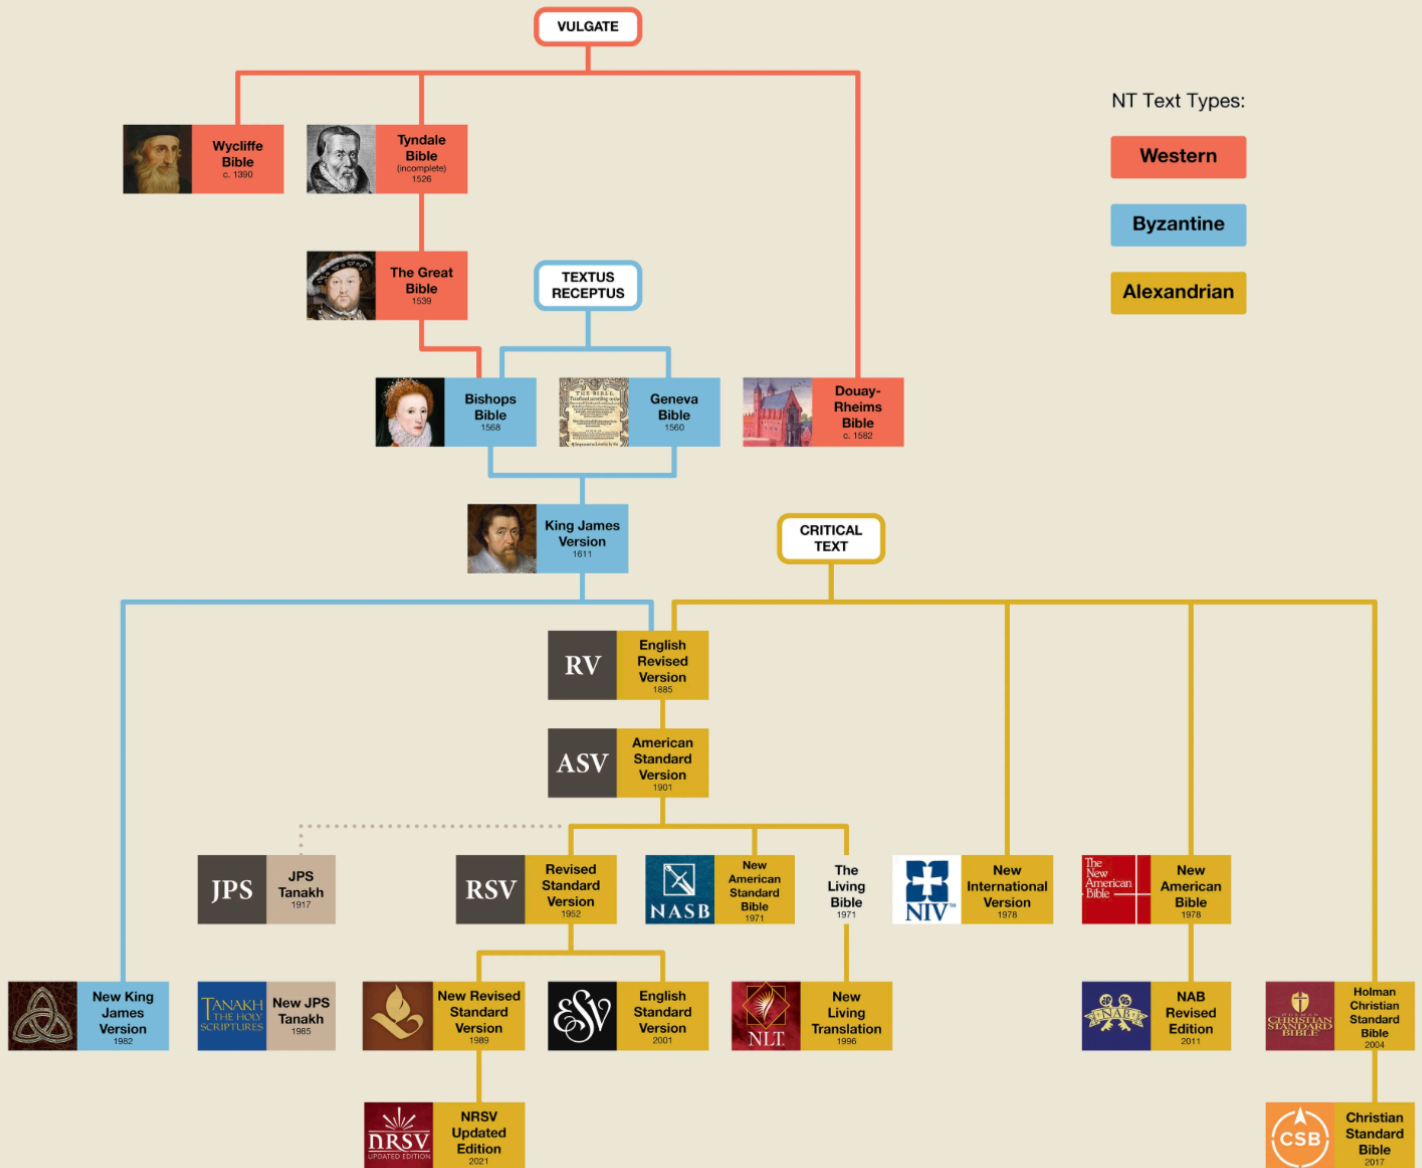 VULGATE
NT Text Types:
Western
Byzantine
Alexandrian
Wycliffe
Bible
c. 1390
Tyndale
Bible
(incomplete)
1526
The Great
Bible
1539
TEXTUS
RECEPTUS
Bishops
Bible
1568
THE BIBLE
Geneva
Bible
1560
Douay-
Rheims
Bible
c. 1582
King James
Version
1611
CRITICAL
TEXT
RV
English
Revised
Version
1885
ASV
American
Standard
Version
1901
JPS
JPS
Tanakh
1917
RSV
Revised
Standard
Version
1952
NASB
New
American
Standard
Bible
1971
The
Living
Bible
1971
NIV™
New
International
Version
1978
The
New
American
Bible
New
American
Bible
1978
New King
James
Version
1982
TANAKH
THE HOLY
SCRIPTURES
New JPS
Tanakh
1985
New Revised
Standard
Version
1989
ESV
English
Standard
Version
2001
NLT
New
Living
Translation
1996
NAB
NAB
Revised
Edition
2011
HOLMAN
CHRISTIAN
STANDARD
BIBLE
Holman
Christian
Standard
Bible
2004
NRSV
UPDATED EDITION
NRSV
Updated
Edition
2021
CSB
Christian
Standard
Bible
2017